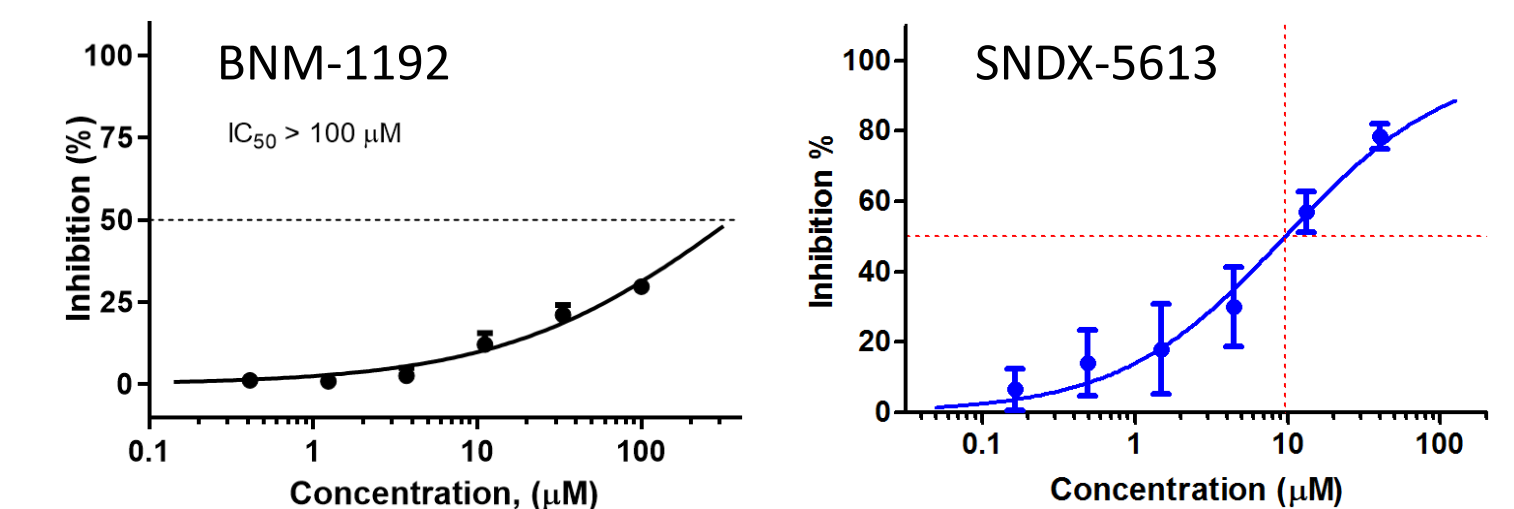 BNM-1192
IC50 > 100 μM
Inhibition (%)
100
75
50
25
0
0.1 1 10 100
Concentration, (μM)
SNDX-5613
Inhibition %
100
80
60
40
20
0
0.1 1 10 100
Concentration (μM)